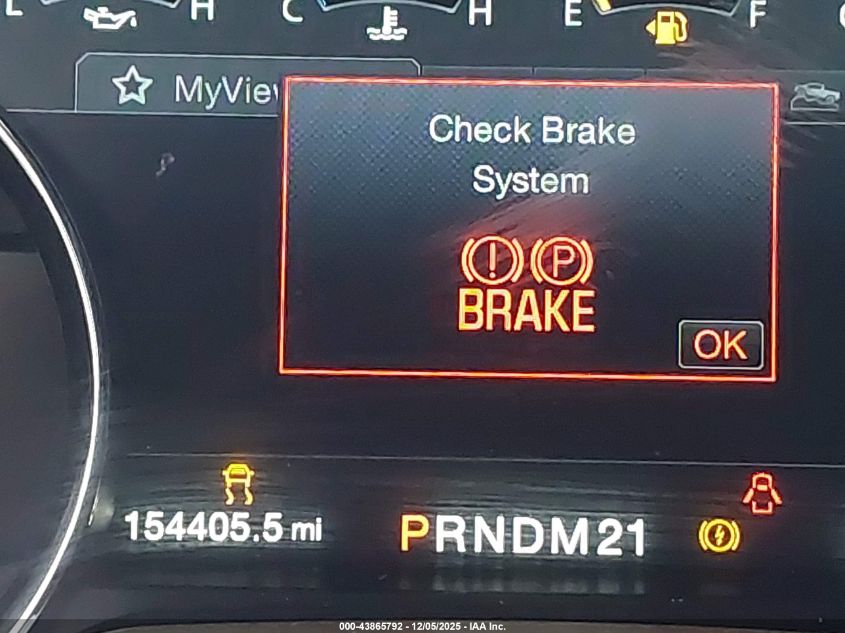 L H C H E F
MyView
Check Brake
System
! P
BRAKE
OK
154405.5 mi
PRNDM21
000-43865792 - 12/05/2025 - IAA Inc.